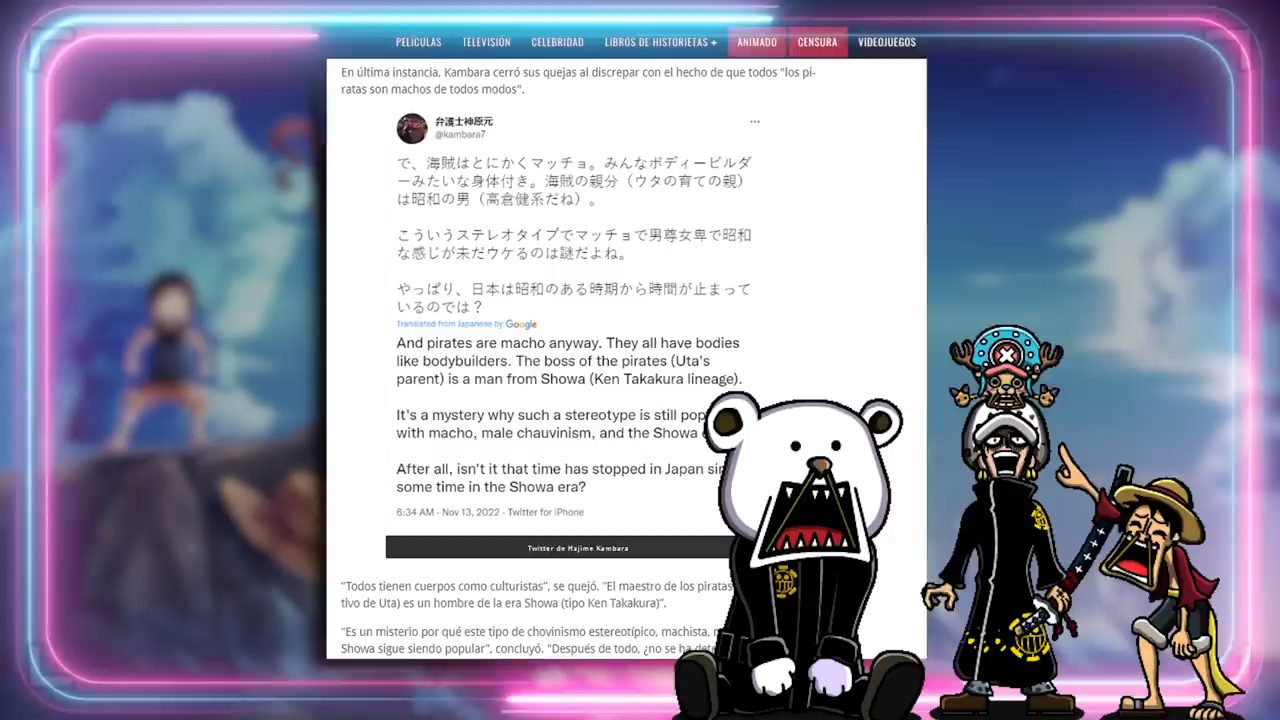 PELÍCULAS TELEVISIÓN CELEBRIDAD LIBROS DE HISTORIETAS + ANIMADO CENSURA VIDEOJUEGOS
En última instancia, Kambara cerró sus quejas al discrepar con el hecho de que todos "los pi-
ratas son machos de todos modos".
弁護士神原元
@kambara7
で、海賊はとにかくマッチョ。みんなボディービルダ
ーみたいな身体付き。海賊の親分（ウタの育ての親）
は昭和の男（高倉健系だね）。
こういうステレオタイプでマッチョで男尊女卑で昭和
な感じが未だウケるのは謎だよね。
やっぱり、日本は昭和のある時期から時間が止まって
いるのでは？
Translated from Japanese by Google
And pirates are macho anyway. They all have bodies
like bodybuilders. The boss of the pirates (Uta's
parent) is a man from Showa (Ken Takakura lineage).
It's a mystery why such a stereotype is still pop
with macho, male chauvinism, and the Showa
After all, isn't it that time has stopped in Japan sin
some time in the Showa era?
6:34 AM · Nov 13, 2022 · Twitter for iPhone
Twitter de Hajime Kambara
"Todos tienen cuerpos como culturistas", se quejó. "El maestro de los piratas
tivo de Uta) es un hombre de la era Showa (tipo Ken Takakura)".
"Es un misterio por qué este tipo de chovinismo estereotípico, machista,
Showa sigue siendo popular", concluyó. "Después de todo, ¿no se ha